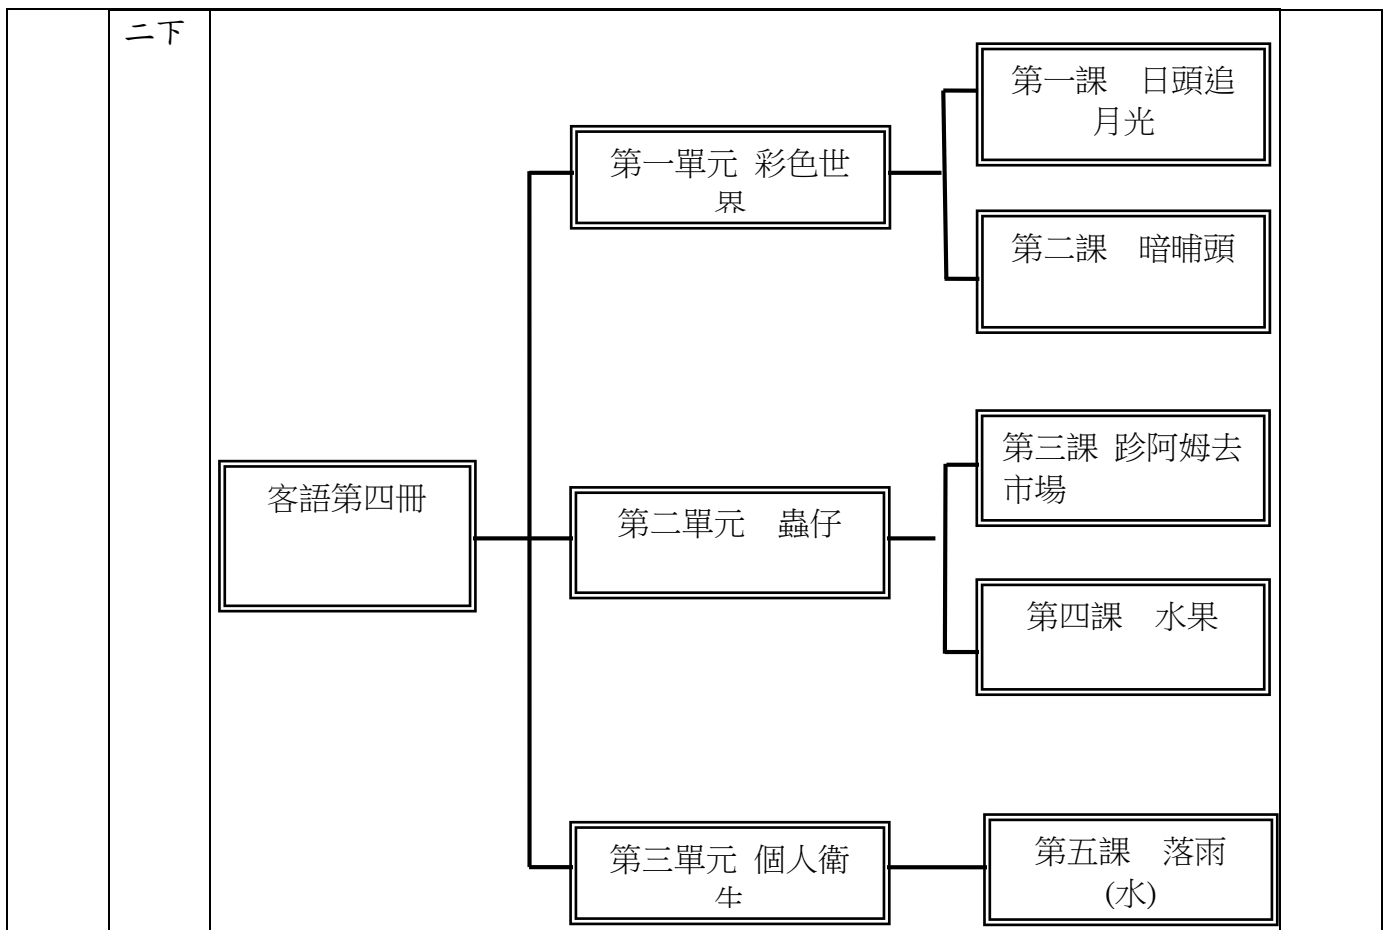 二下
第一課　日頭追
月光
第一單元 彩色世
界
第二課　暗晡頭
客語第四冊
第二單元　蟲仔
第三課 跈阿姆去
市場
第四課　水果
第三單元 個人衛
生
第五課　落雨
(水)